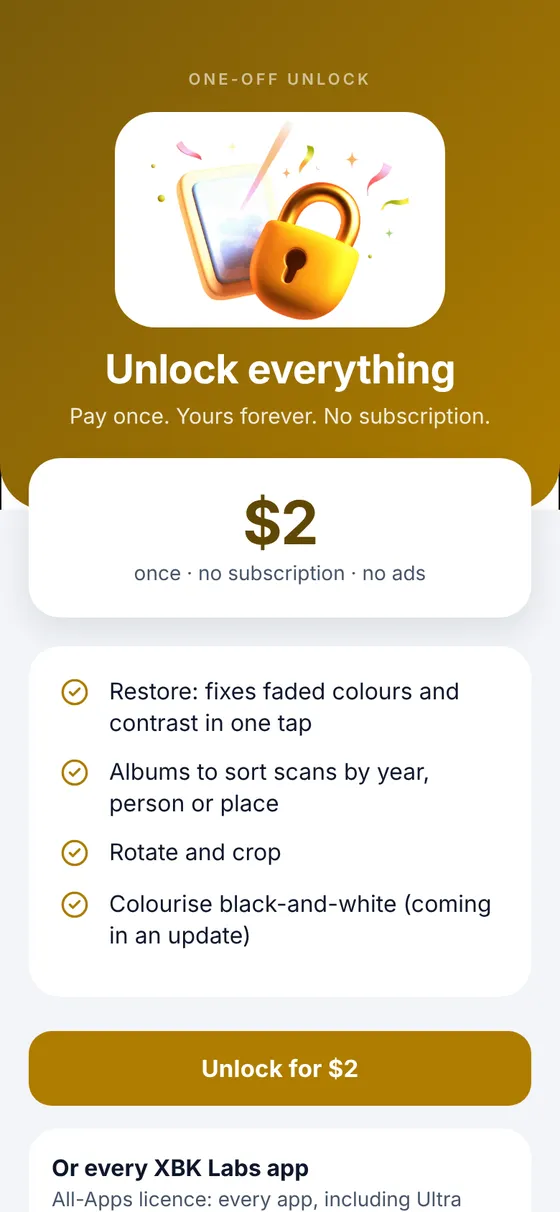 ONE-OFF UNLOCK
Unlock everything
Pay once. Yours forever. No subscription.
$2
once · no subscription · no ads
Restore: fixes faded colours and
contrast in one tap
Albums to sort scans by year,
person or place
Rotate and crop
Colourise black-and-white (coming
in an update)
Unlock for $2
Or every XBK Labs app
All-Apps licence: every app, including Ultra